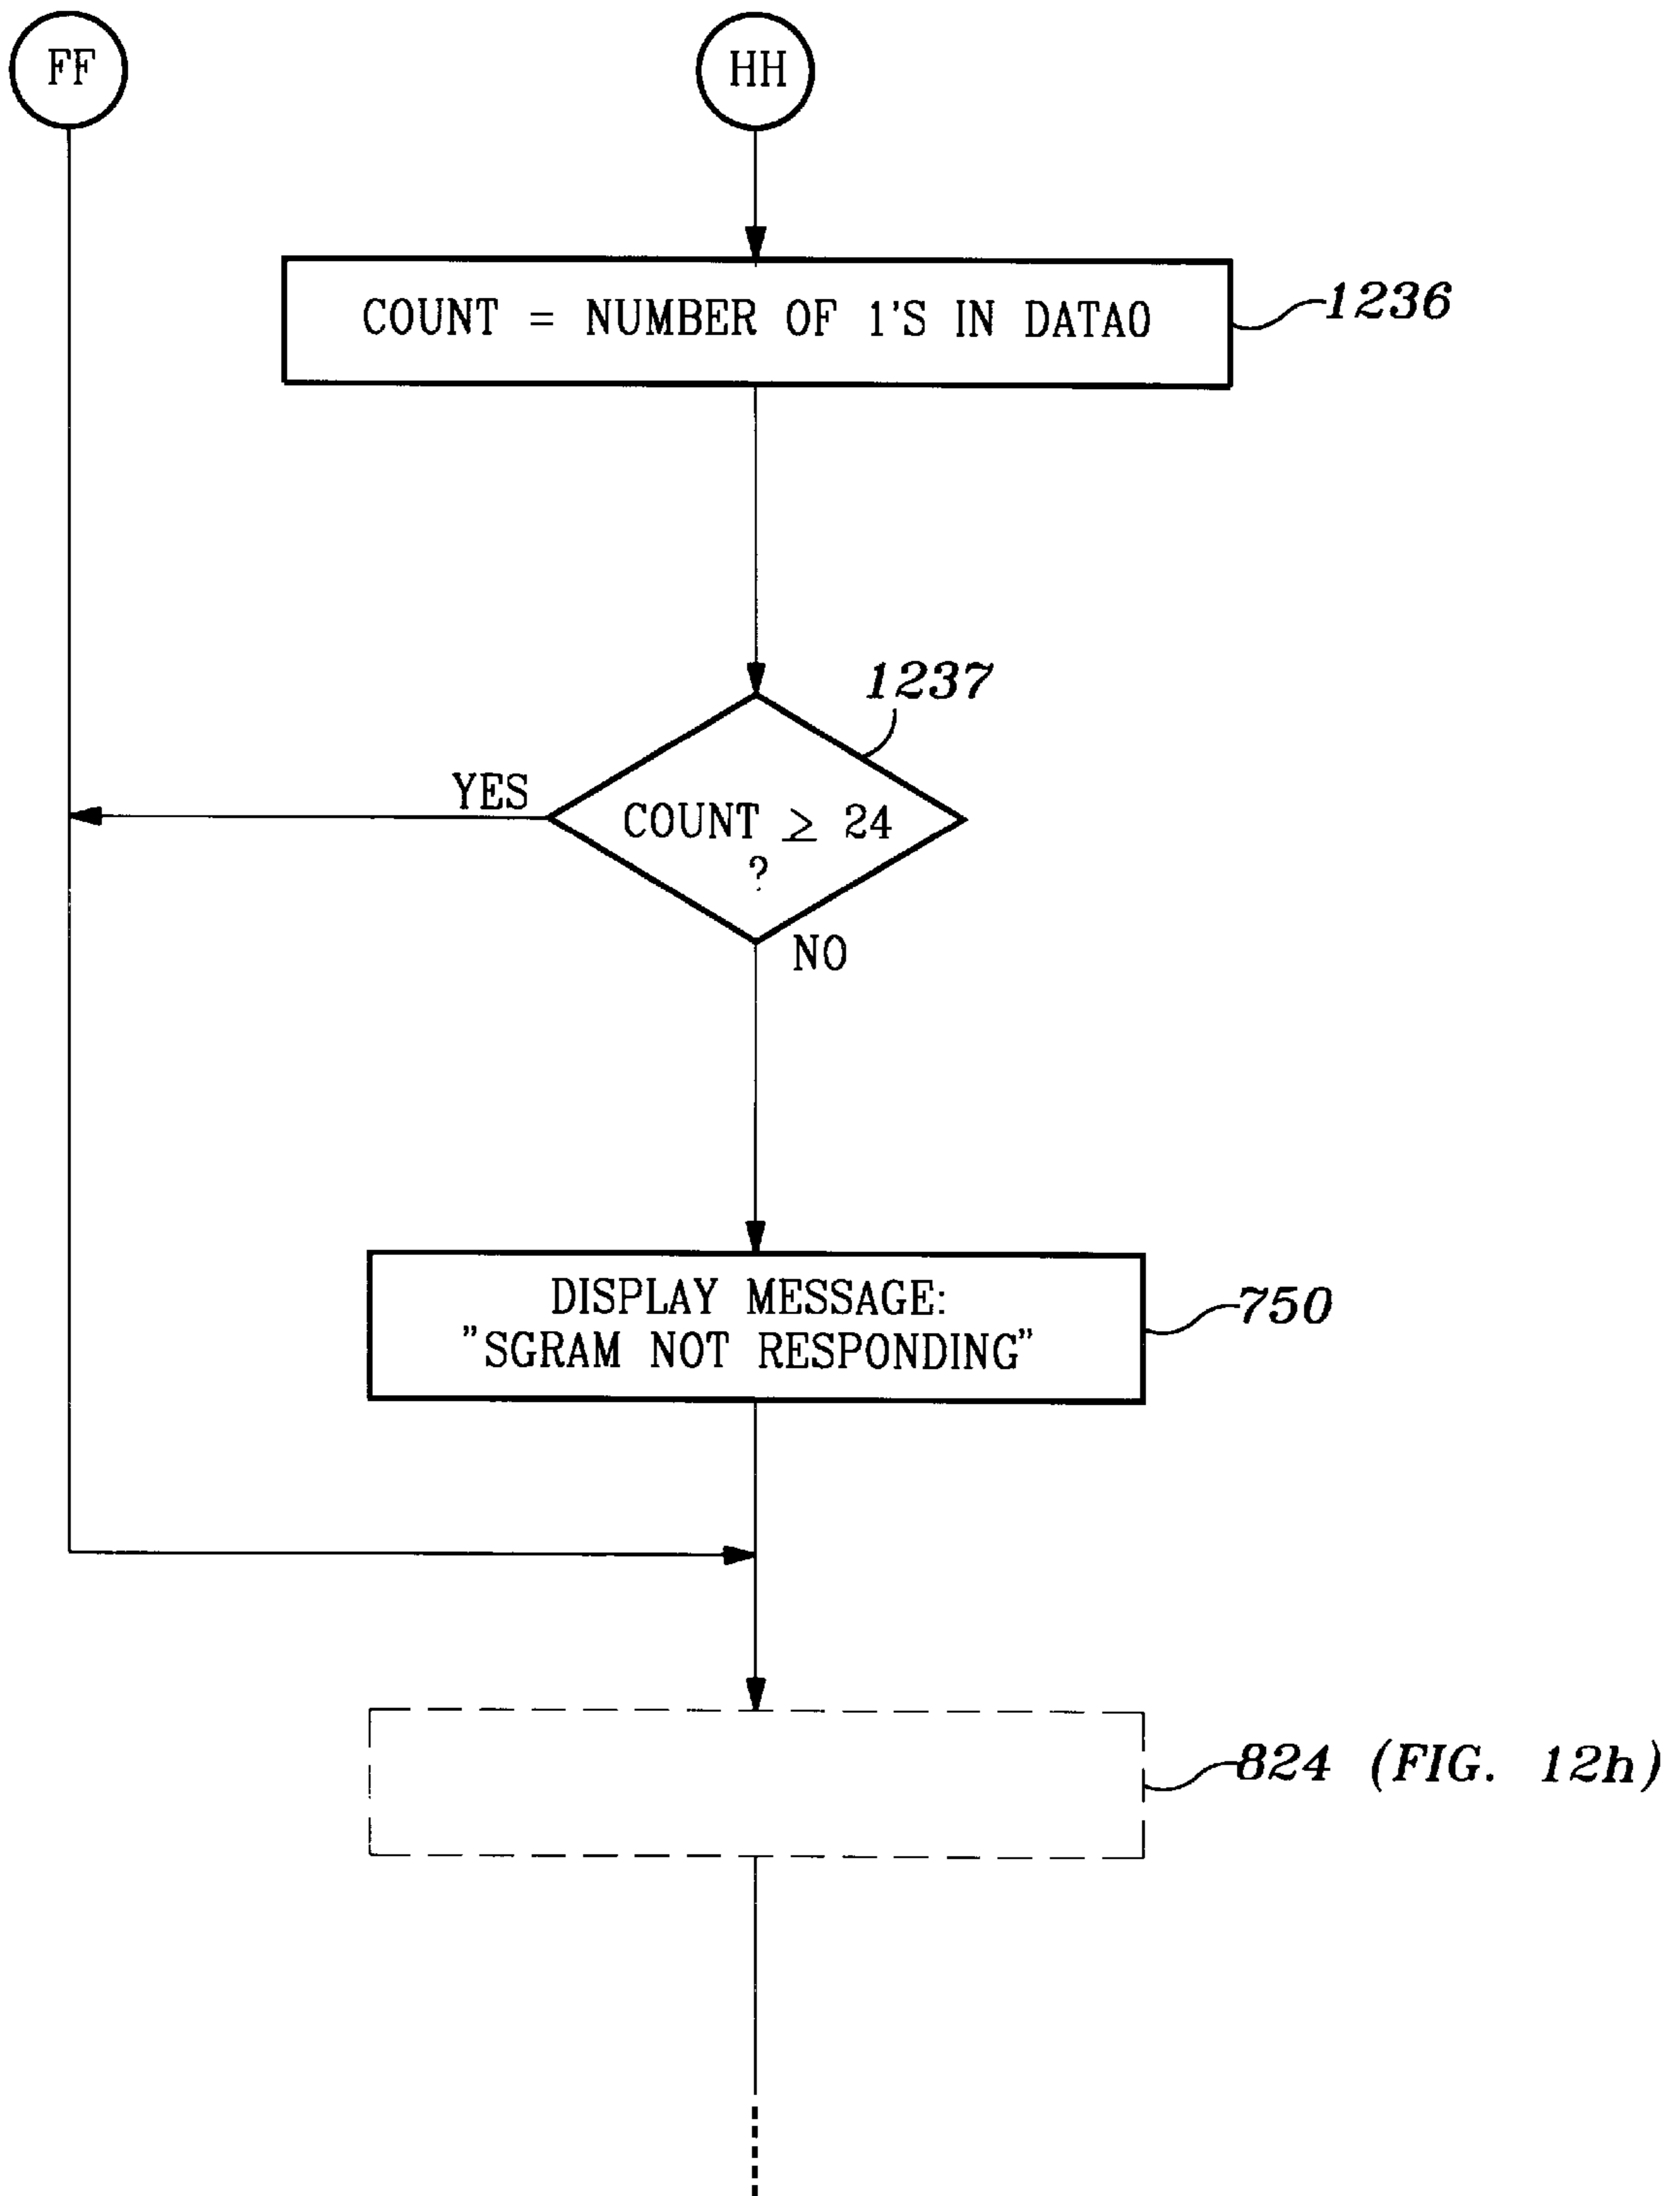 FF
HH
COUNT = NUMBER OF 1'S IN DATA0
1236
1237
YES
COUNT ≥ 24
?
NO
DISPLAY MESSAGE:
"SGRAM NOT RESPONDING"
750
824 (FIG. 12h)